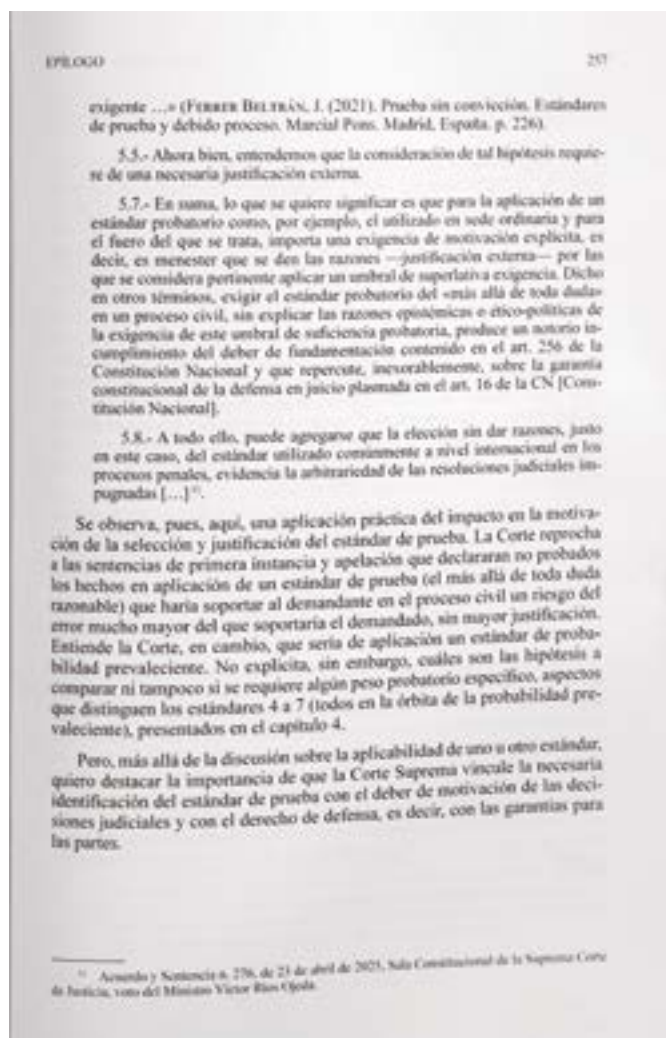 EPÍLOGO 257
exigente …» (FERRER BELTRÁN, J. (2021). Prueba sin convicción. Estándares
de prueba y debido proceso. Marcial Pons. Madrid, España. p. 226).
5.5.- Ahora bien, entendemos que la consideración de tal hipótesis requie-
re de una necesaria justificación externa.
5.7.- En suma, lo que se quiere significar es que para la aplicación de un
estándar probatorio como, por ejemplo, el utilizado en sede ordinaria y para
el fuero del que se trata, importa una exigencia de motivación explícita, es
decir, es menester que se den las razones —justificación externa— por las
que se considera pertinente aplicar un umbral de superlativa exigencia. Dicho
en otros términos, exigir el estándar probatorio del «más allá de toda duda»
en un proceso civil, sin explicar las razones epistémicas o ético-políticas de
la exigencia de este umbral de suficiencia probatoria, produce un notorio in-
cumplimiento del deber de fundamentación contenido en el art. 256 de la
Constitución Nacional y que repercute, inexorablemente, sobre la garantía
constitucional de la defensa en juicio plasmada en el art. 16 de la CN [Cons-
titución Nacional].
5.8.- A todo ello, puede agregarse que la elección sin dar razones, justo
en este caso, del estándar utilizado comúnmente a nivel internacional en los
procesos penales, evidencia la arbitrariedad de las resoluciones judiciales im-
pugnadas […]
Se observa, pues, aquí, una aplicación práctica del impacto en la motiva-
ción de la selección y justificación del estándar de prueba. La Corte reprocha
a las sentencias de primera instancia y apelación que declararan no probados
los hechos en aplicación de un estándar de prueba (el más allá de toda duda
razonable) que haría soportar al demandante en el proceso civil un riesgo del
error mucho mayor del que soportaría el demandado, sin mayor justificación.
Entiende la Corte, en cambio, que sería de aplicación un estándar de proba-
bilidad prevaleciente. No explicita, sin embargo, cuáles son las hipótesis a
comparar ni tampoco si se requiere algún peso probatorio específico, aspectos
que distinguen los estándares 4 a 7 (todos en la órbita de la probabilidad pre-
valeciente), presentados en el capítulo 4.
Pero, más allá de la discusión sobre la aplicabilidad de uno u otro estándar,
quiero destacar la importancia de que la Corte Suprema vincule la necesaria
identificación del estándar de prueba con el deber de motivación de las deci-
siones judiciales y con el derecho de defensa, es decir, con las garantías para
las partes.
Acuerdo y Sentencia n. 276, de 23 de abril de 2025, Sala Constitucional de la Suprema Corte
de Justicia, voto del Ministro Víctor Ríos Ojeda.